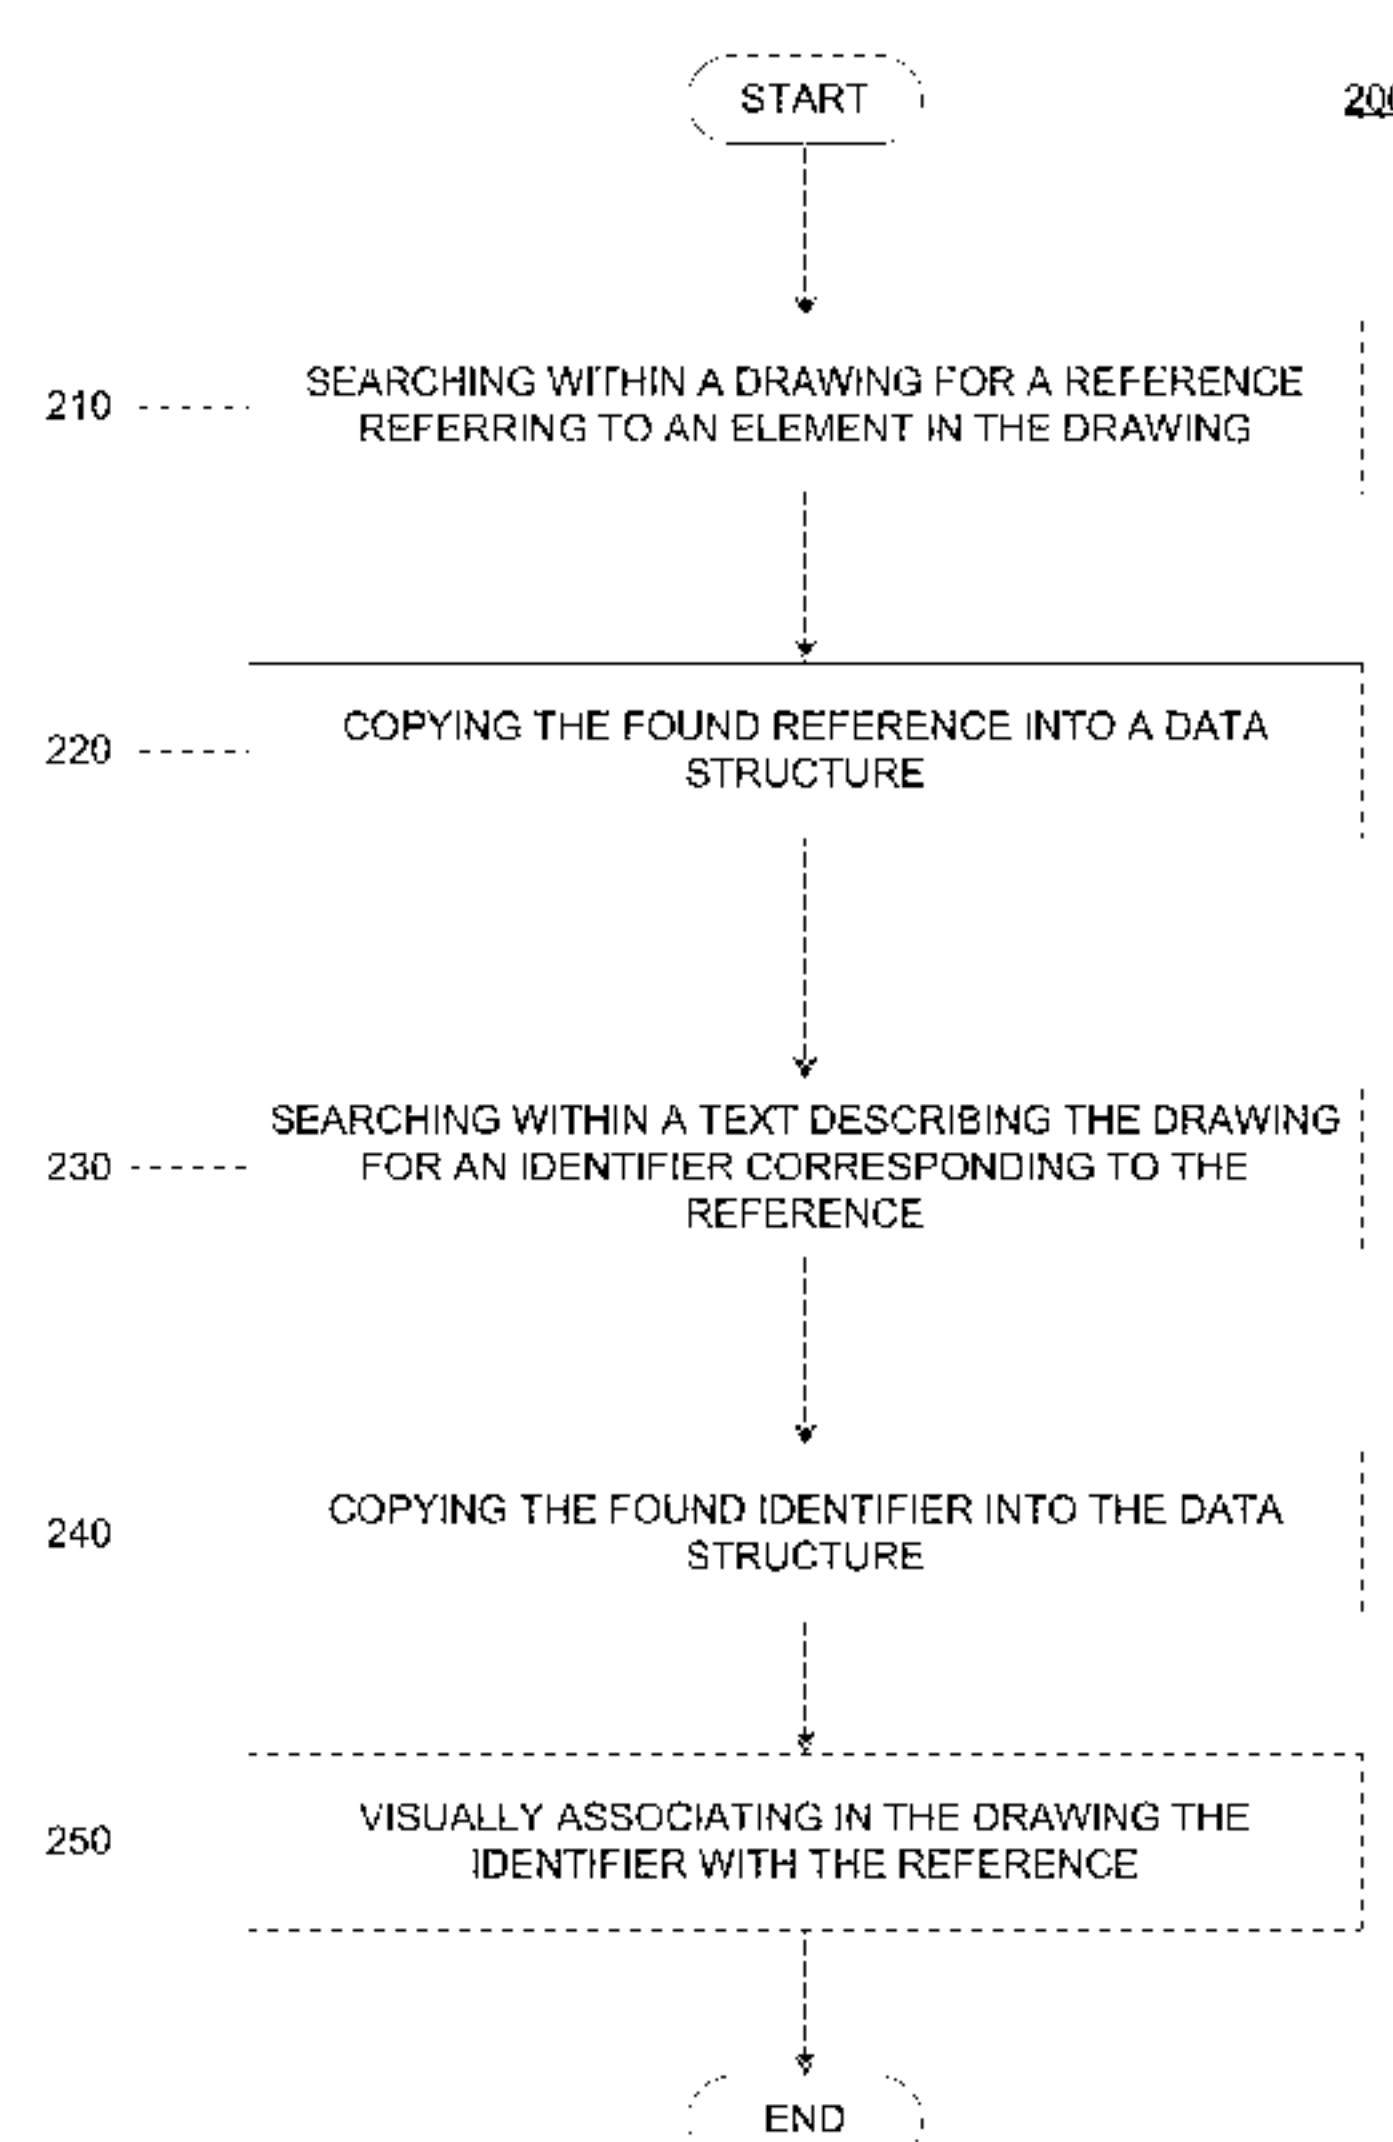 START
210
SEARCHING WITHIN A DRAWING FOR A REFERENCE
REFERRING TO AN ELEMENT IN THE DRAWING
220
COPYING THE FOUND REFERENCE INTO A DATA
STRUCTURE
230
SEARCHING WITHIN A TEXT DESCRIBING THE DRAWING
FOR AN IDENTIFIER CORRESPONDING TO THE
REFERENCE
240
COPYING THE FOUND IDENTIFIER INTO THE DATA
STRUCTURE
250
VISUALLY ASSOCIATING IN THE DRAWING THE
IDENTIFIER WITH THE REFERENCE
END